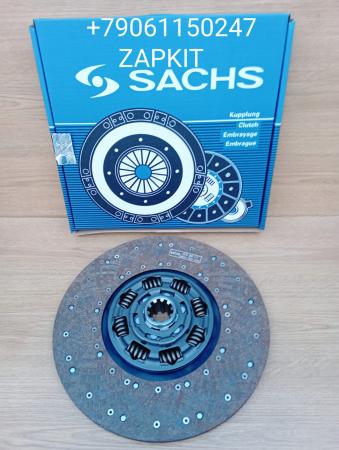 +79061150247
ZAPKIT
SACHS
Kupplung
Clutch
Embrayage
Embrague